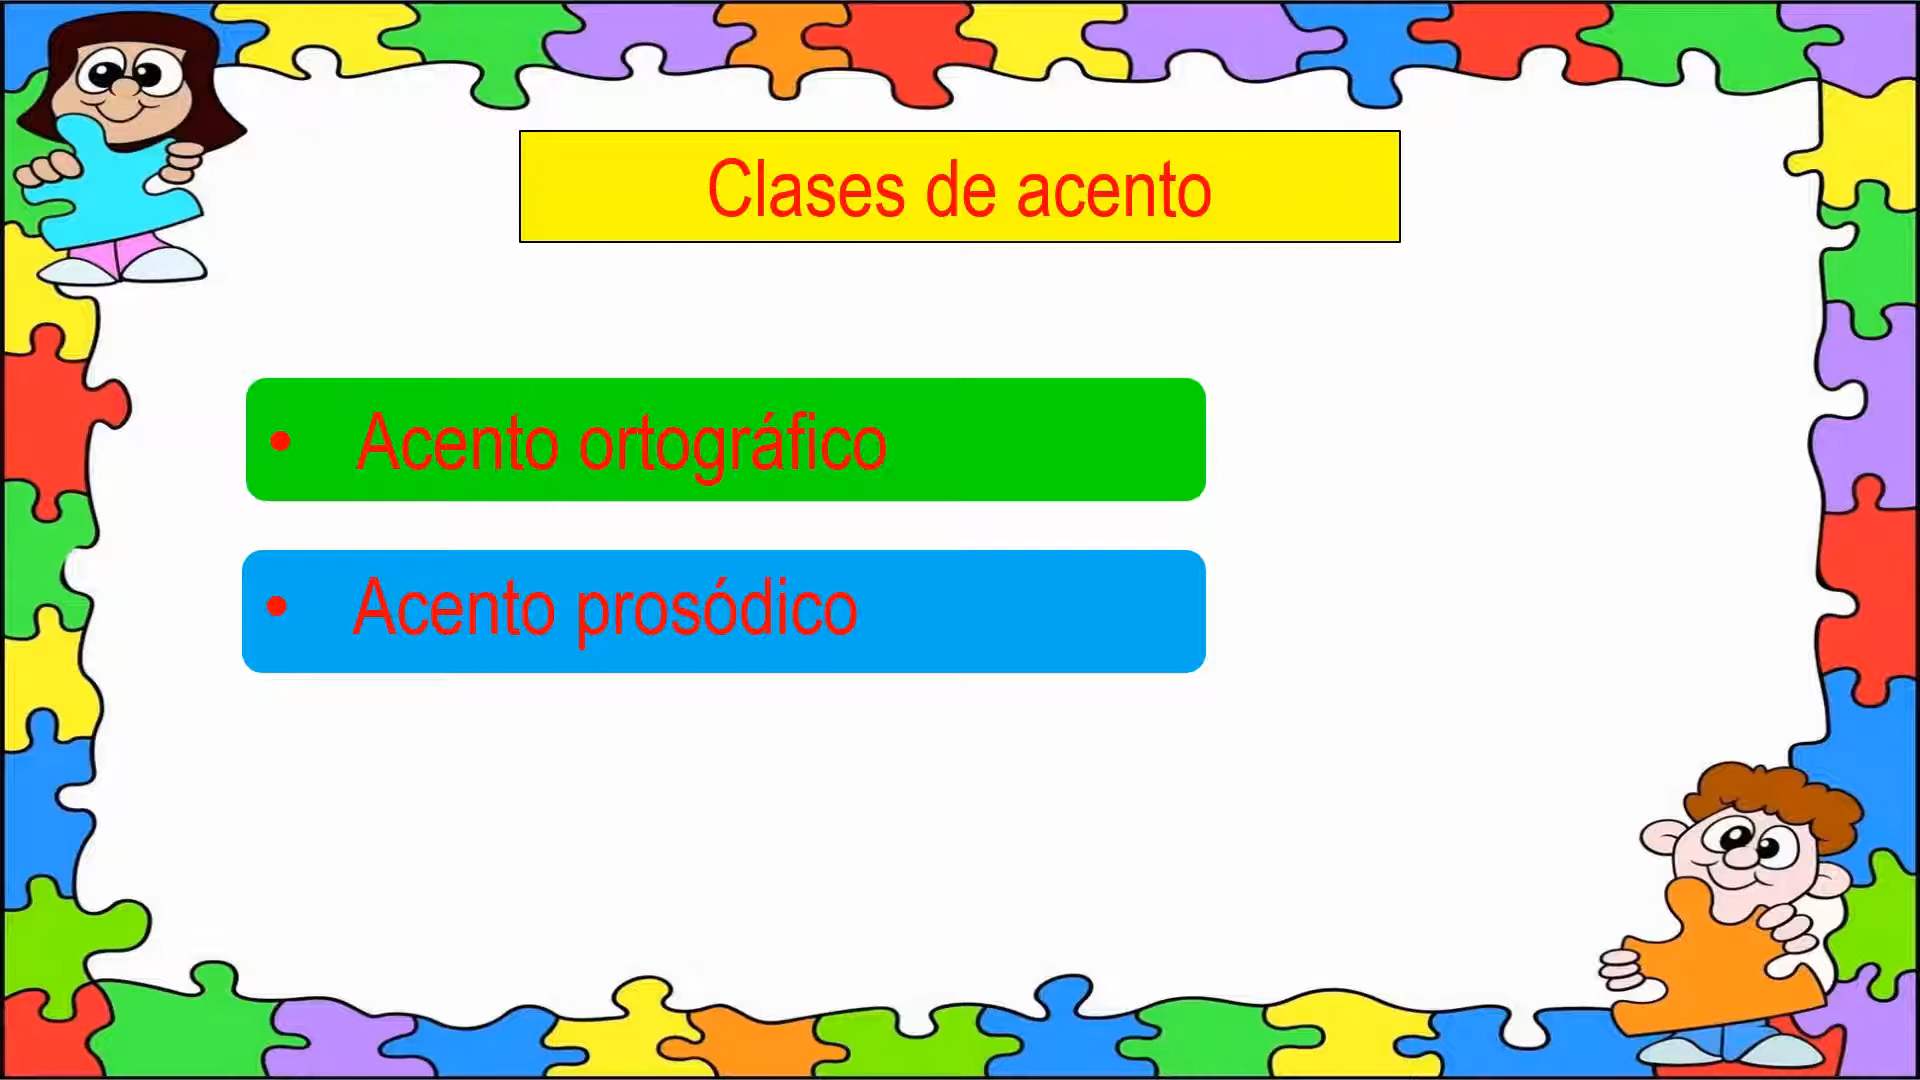 Clases de acento
• Acento ortográfico
• Acento prosódico